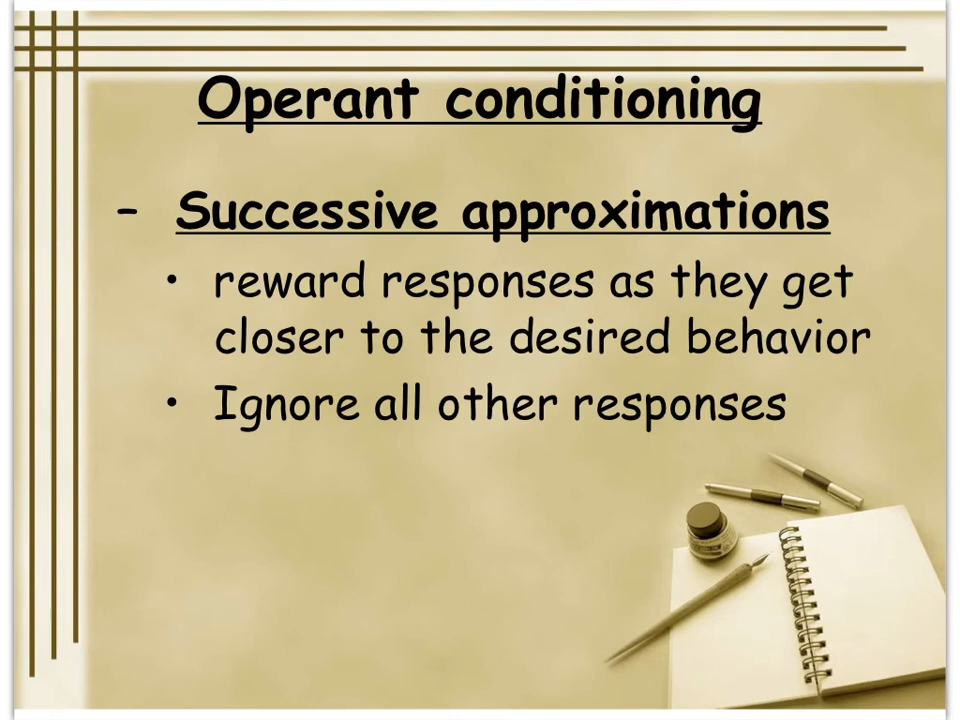 Operant conditioning
– Successive approximations
• reward responses as they get
closer to the desired behavior
• Ignore all other responses